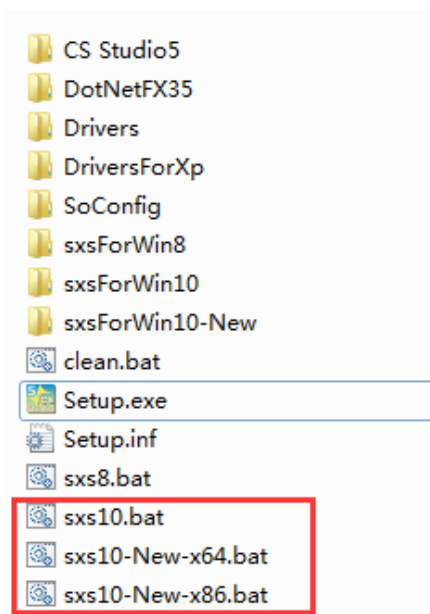 CS Studio5
DotNetFX35
Drivers
DriversForXp
SoConfig
sxsForWin8
sxsForWin10
sxsForWin10-New
clean.bat
Setup.exe
Setup.inf
sxs8.bat
sxs10.bat
sxs10-New-x64.bat
sxs10-New-x86.bat